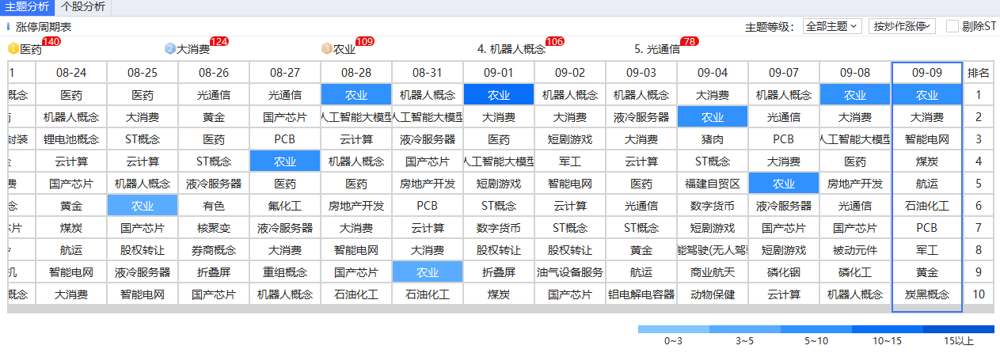 主题分析 个股分析
涨停周期表 主题等级： 全部主题 按炒作涨停 剔除ST
1 医药 140 2 大消费 124 3 农业 109 4. 机器人概念 106 5. 光通信 78
1 08-24 08-25 08-26 08-27 08-28 08-31 09-01 09-02 09-03 09-04 09-07 09-08 09-09 排名
概念 医药 医药 光通信 光通信 农业 机器人概念 农业 机器人概念 机器人概念 大消费 机器人概念 农业 农业 1
机器人概念 大消费 黄金 国产芯片 人工智能大模型 人工智能大模型 大消费 大消费 液冷服务器 农业 光通信 大消费 大消费 2
封装 锂电池概念 ST概念 医药 PCB 云计算 液冷服务器 医药 短剧游戏 大消费 猪肉 PCB 人工智能大模型 智能电网 3
云计算 云计算 ST概念 农业 机器人概念 国产芯片 人工智能大模型 军工 云计算 ST概念 大消费 医药 煤炭 4
费 国产芯片 机器人概念 液冷服务器 医药 医药 房地产开发 短剧游戏 智能电网 医药 福建自贸区 农业 房地产开发 航运 5
念 黄金 农业 有色 氟化工 房地产开发 PCB ST概念 云计算 光通信 数字货币 液冷服务器 光通信 石油化工 6
芯片 煤炭 国产芯片 核聚变 液冷服务器 大消费 云计算 数字货币 ST概念 ST概念 短剧游戏 国产芯片 国产芯片 PCB 7
航运 股权转让 券商概念 大消费 智能电网 大消费 股权转让 股权转让 黄金 能驾驶(无人驾 短剧游戏 被动元件 军工 8
机 智能电网 液冷服务器 折叠屏 重组概念 国产芯片 农业 折叠屏 油气设备服务 航运 商业航天 磷化铟 磷化工 黄金 9
概念 大消费 智能电网 国产芯片 机器人概念 石油化工 石油化工 煤炭 国产芯片 铝电解电容器 动物保健 云计算 机器人概念 炭黑概念 10
0~3 3~5 5~10 10~15 15以上